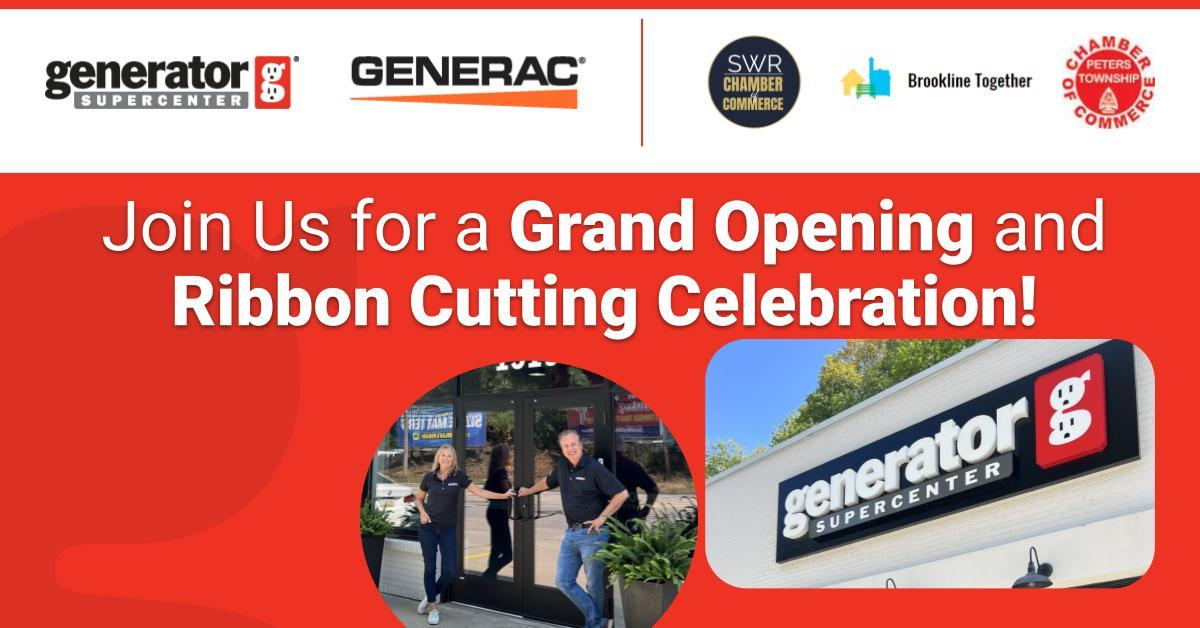 generator g®
SUPERCENTER
GENERAC®
SWR
CHAMBER
of
COMMERCE
Brookline Together
CHAMBER
PETERS
TOWNSHIP
OF COMMERCE
Join Us for a Grand Opening and
Ribbon Cutting Celebration!
generator g
SUPERCENTER